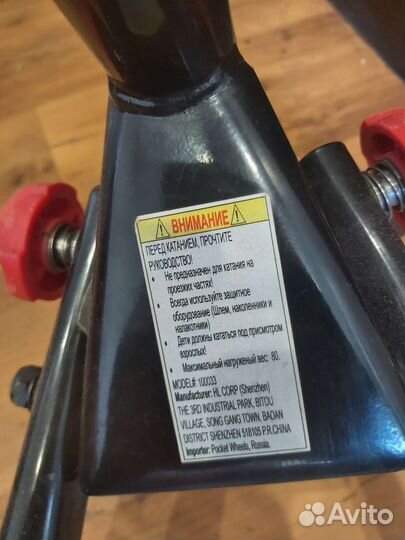 ВНИМАНИЕ
ПЕРЕД КАТАНИЕМ, ПРОЧТИТЕ
РУКОВОДСТВО!
• Не предназначен для катания на
проезжих частях!
• Всегда используйте защитное
оборудование (Шлем, наколенники и
налакотники)
• Дети должны кататься под присмотром
взрослых!
• Максимальный нагруженый вес: 80.
MODEL#: 100033
Manufacturer: HL CORP (Shenzhen)
THE 3RD INDUSTRIAL PARK, BITOU
VILLAGE, SONG GANG TOWN, BAOAN
DISTRICT SHENZHEN 518105 P.R.CHINA
Importer: Pocket Wheels, Russia.
Avito